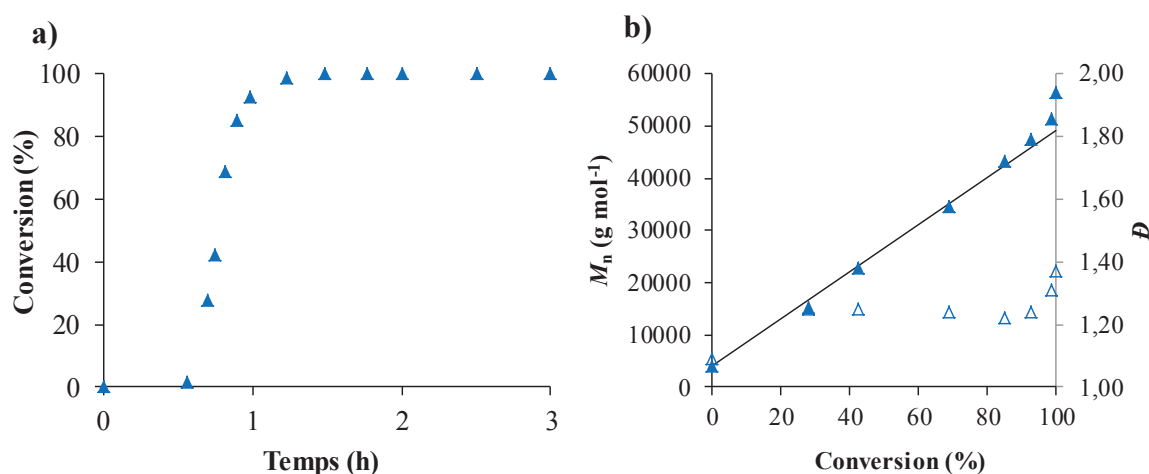 a)
100
80
60
40
20
0
Conversion (%)
0 1 2 3
Temps (h)
b)
60000
50000
40000
30000
20000
10000
0
Mn (g mol-1)
2,00
1,80
1,60
1,40
1,20
1,00
Đ
0 20 40 60 80 100
Conversion (%)